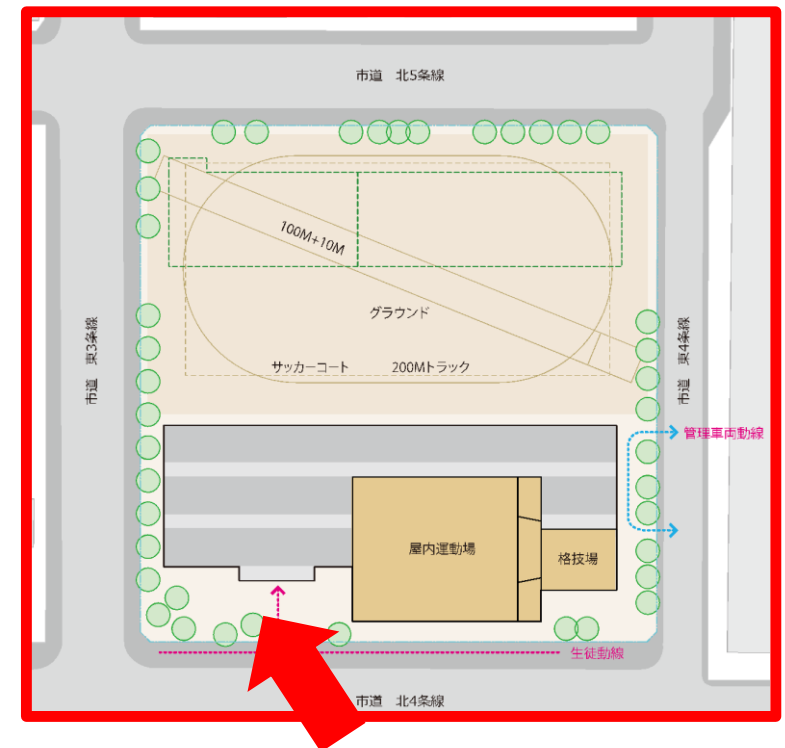 市道　北5条線
100M+10M
グラウンド
市道　東3条線
市道　東4条線
サッカーコート
200Mトラック
管理車両動線
屋内運動場
格技場
生徒動線
市道　北4条線